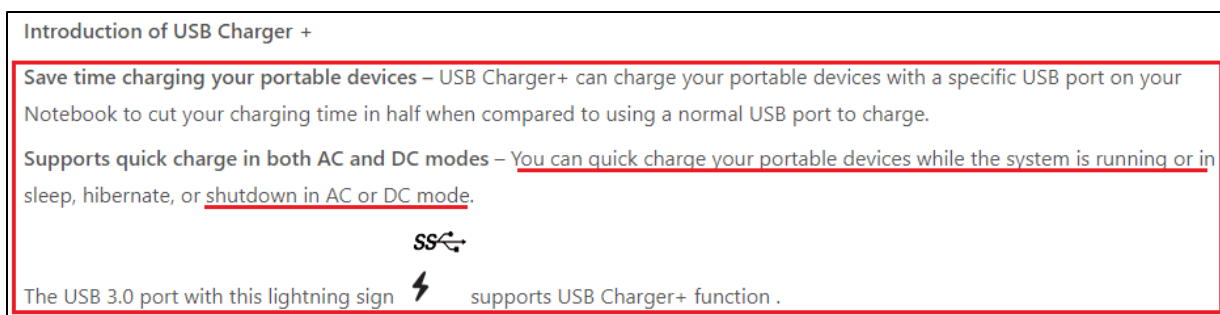 Introduction of USB Charger +
Save time charging your portable devices – USB Charger+ can charge your portable devices with a specific USB port on your
Notebook to cut your charging time in half when compared to using a normal USB port to charge.
Supports quick charge in both AC and DC modes – You can quick charge your portable devices while the system is running or in
sleep, hibernate, or shutdown in AC or DC mode.
SS
The USB 3.0 port with this lightning sign supports USB Charger+ function .